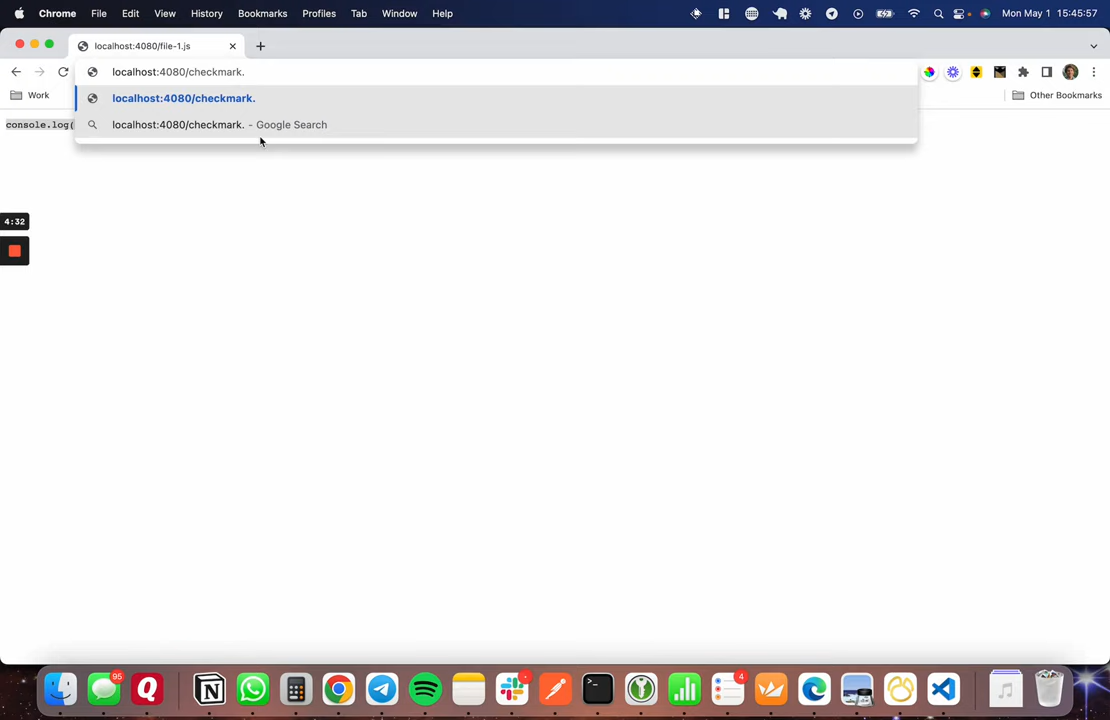 Chrome File Edit View History Bookmarks Profiles Tab Window Help Mon May 1 15:45:57
localhost:4080/file-1.js
localhost:4080/checkmark.
Work
localhost:4080/checkmark.
Other Bookmarks
console.log(
localhost:4080/checkmark. - Google Search
4:32
95
4